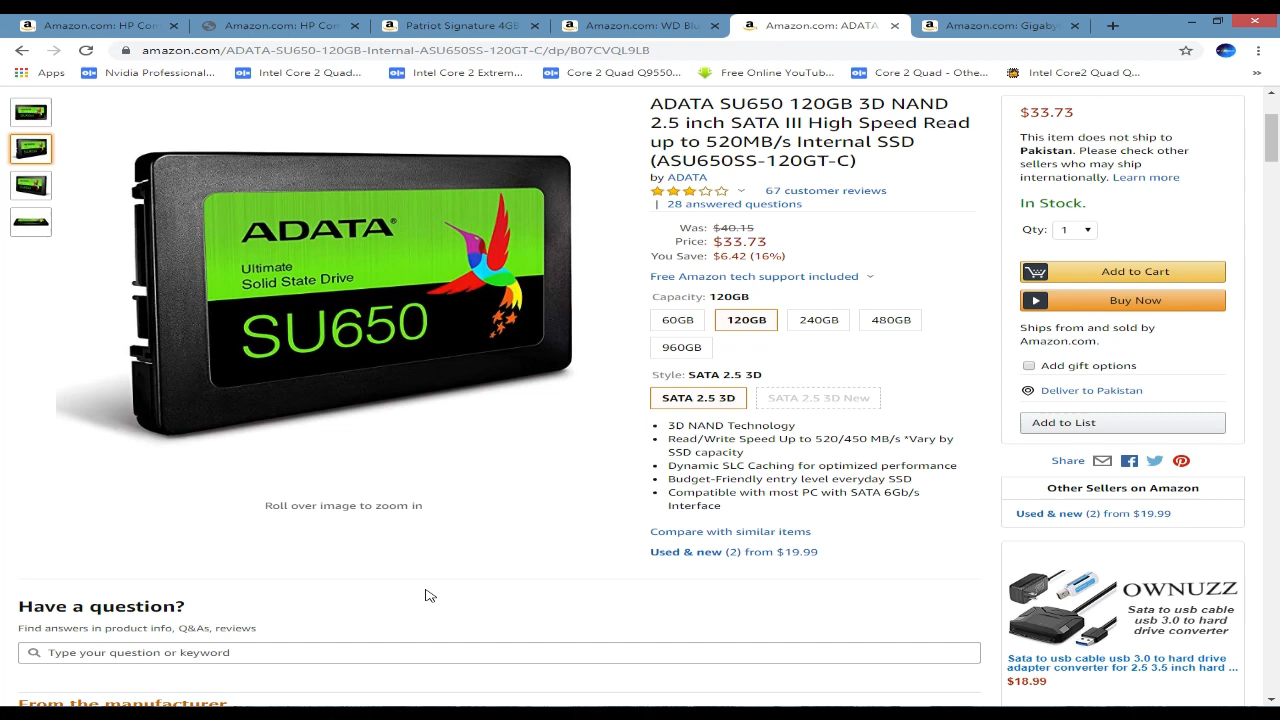 Amazon.com: HP Com
Amazon.com: HP Com
Patriot Signature 4GB
Amazon.com: WD Blu
Amazon.com: ADATA
Amazon.com: Gigaby
amazon.com/ADATA-SU650-120GB-Internal-ASU650SS-120GT-C/dp/B07CVQL9LB
Apps
Nvidia Professional...
Intel Core 2 Quad...
Intel Core 2 Extrem...
Core 2 Quad Q9550...
Free Online YouTub...
Core 2 Quad - Othe...
Intel Core2 Quad Q...
ADATA®
Ultimate
Solid State Drive
SU650
Roll over image to zoom in
ADATA SU650 120GB 3D NAND
2.5 inch SATA III High Speed Read
up to 520MB/s Internal SSD
(ASU650SS-120GT-C)
by ADATA
67 customer reviews
| 28 answered questions
Was: $40.15
Price: $33.73
You Save: $6.42 (16%)
Free Amazon tech support included
Capacity: 120GB
60GB
120GB
240GB
480GB
960GB
Style: SATA 2.5 3D
SATA 2.5 3D
SATA 2.5 3D New
• 3D NAND Technology
• Read/Write Speed Up to 520/450 MB/s *Vary by
SSD capacity
• Dynamic SLC Caching for optimized performance
• Budget-Friendly entry level everyday SSD
• Compatible with most PC with SATA 6Gb/s
Interface
Compare with similar items
Used & new (2) from $19.99
$33.73
This item does not ship to
Pakistan. Please check other
sellers who may ship
internationally. Learn more
In Stock.
Qty: 1
Add to Cart
Buy Now
Ships from and sold by
Amazon.com.
Add gift options
Deliver to Pakistan
Add to List
Share
Other Sellers on Amazon
Used & new (2) from $19.99
OWNUZZ
Sata to usb cable
usb 3.0 to hard
drive converter
Sata to usb cable usb 3.0 to hard drive
adapter converter for 2.5 3.5 inch hard ...
$18.99
Have a question?
Find answers in product info, Q&As, reviews
Type your question or keyword
From the manufacturer